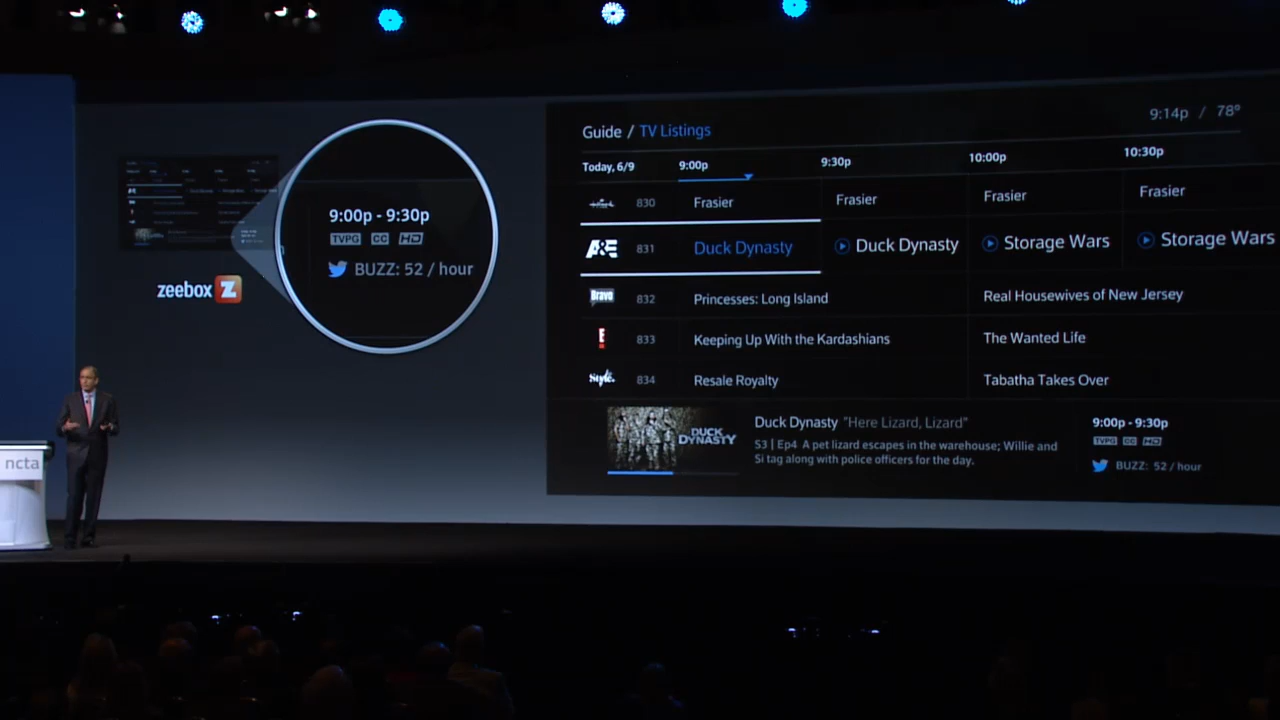 9:00p - 9:30p
TVPG CC HD
BUZZ: 52 / hour
zeebox Z
ncta
9:14p / 78°
Guide / TV Listings
Today, 6/9 9:00p 9:30p 10:00p 10:30p
830 Frasier Frasier Frasier Frasier
A&E 831 Duck Dynasty Duck Dynasty Storage Wars Storage Wars
Bravo 832 Princesses: Long Island Real Housewives of New Jersey
E 833 Keeping Up With the Kardashians The Wanted Life
Style. 834 Resale Royalty Tabatha Takes Over
DUCK DYNASTY
Duck Dynasty "Here Lizard, Lizard"
S3 | Ep4 A pet lizard escapes in the warehouse; Willie and
Si tag along with police officers for the day.
9:00p - 9:30p
TVPG CC HD
BUZZ: 52 / hour